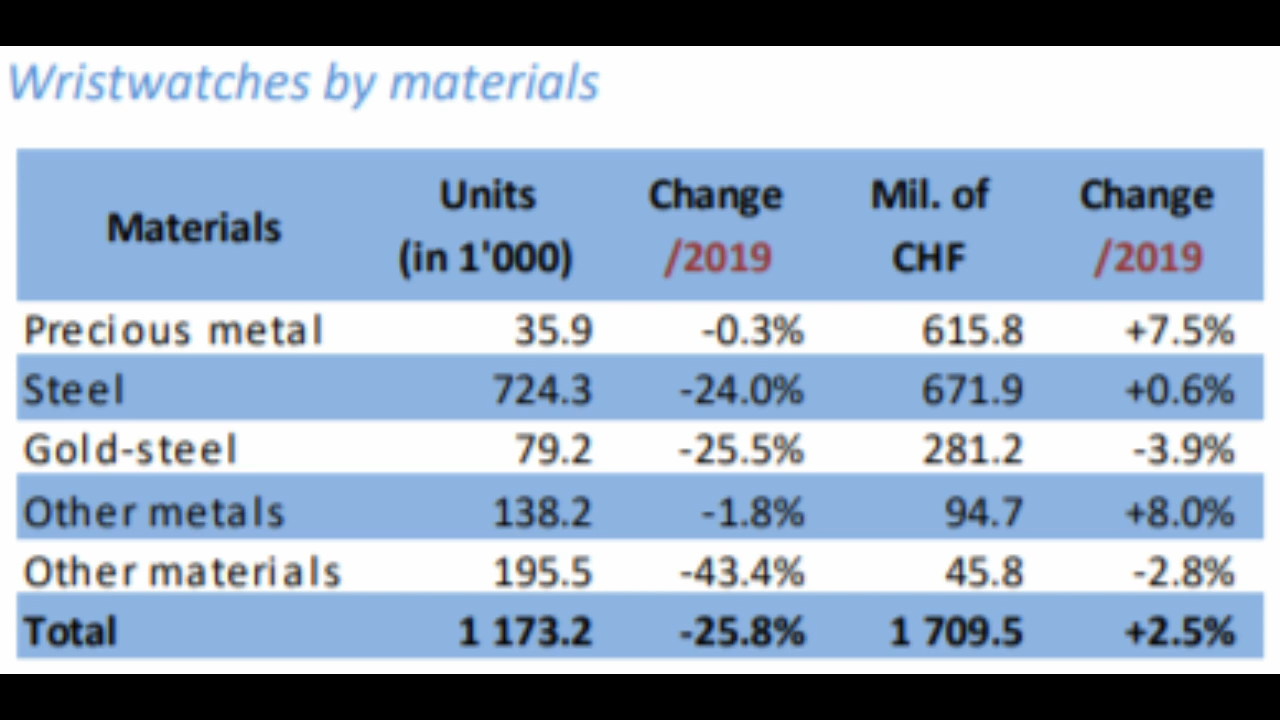 Wristwatches by materials
Materials Units (in 1'000) Change /2019 Mil. of CHF Change /2019
Precious metal 35.9 -0.3% 615.8 +7.5%
Steel 724.3 -24.0% 671.9 +0.6%
Gold-steel 79.2 -25.5% 281.2 -3.9%
Other metals 138.2 -1.8% 94.7 +8.0%
Other materials 195.5 -43.4% 45.8 -2.8%
Total 1 173.2 -25.8% 1 709.5 +2.5%